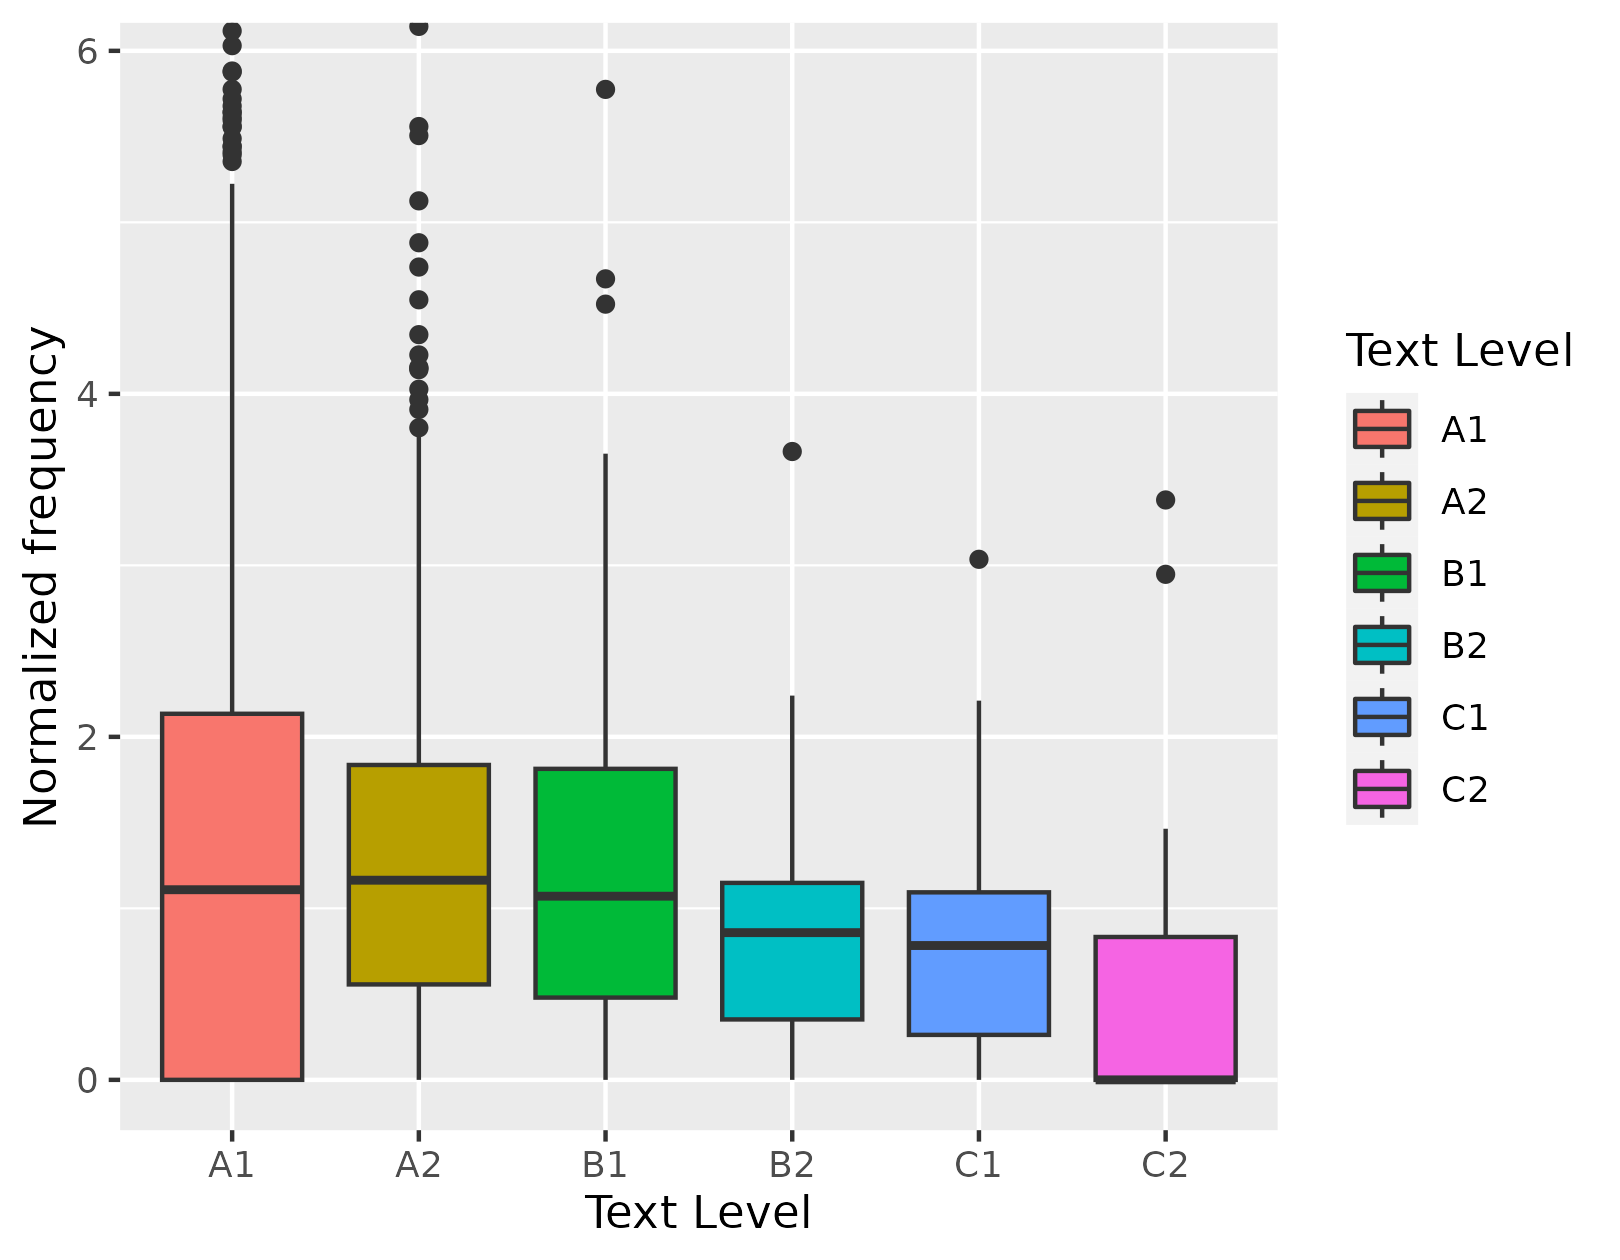 Normalized frequency
6
4
2
0
A1 A2 B1 B2 C1 C2
Text Level
Text Level
A1
A2
B1
B2
C1
C2